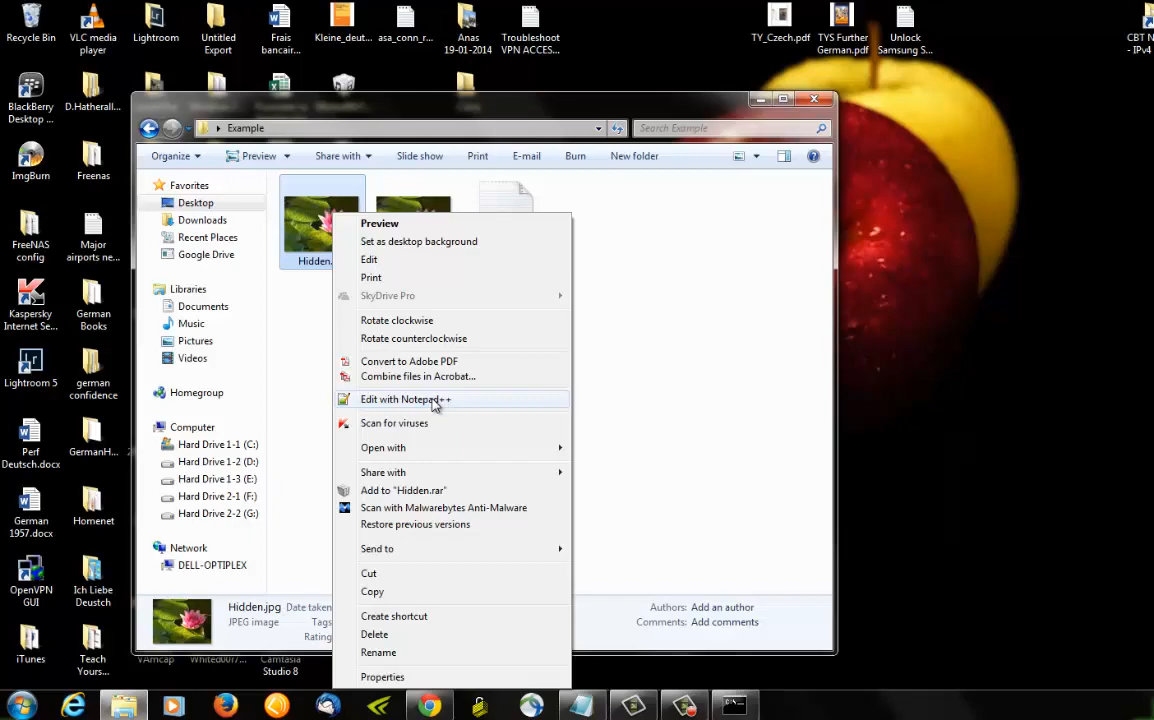 Recycle Bin
VLC media
player
Lightroom
Untitled
Export
Frais
bancair...
Kleine_deut...
asa_conn_r...
Anas
19-01-2014
Troubleshoot
VPN ACCES...
TY_Czech.pdf
TYS Further
German.pdf
Unlock
Samsung S...
CBT N
- IPv4
BlackBerry
Desktop ...
D.Hatherall...
ImgBurn
Freenas
FreeNAS
config
Major
airports ne...
Kaspersky
Internet Se...
German
Books
Lightroom 5
german
confidence
Perf
Deutsch.docx
GermanH...
German
1957.docx
Homenet
OpenVPN
GUI
Ich Liebe
Deustch
iTunes
Teach
Yours...
VAmcap
Camtasia
Studio 8
Example
Search Example
Organize
Preview
Share with
Slide show
Print
E-mail
Burn
New folder
Favorites
Desktop
Downloads
Recent Places
Google Drive
Libraries
Documents
Music
Pictures
Videos
Homegroup
Computer
Hard Drive 1-1 (C:)
Hard Drive 1-2 (D:)
Hard Drive 1-3 (E:)
Hard Drive 2-1 (F:)
Hard Drive 2-2 (G:)
Network
DELL-OPTIPLEX
Hidden.
Preview
Set as desktop background
Edit
Print
SkyDrive Pro
Rotate clockwise
Rotate counterclockwise
Convert to Adobe PDF
Combine files in Acrobat...
Edit with Notepad++
Scan for viruses
Open with
Share with
Add to "Hidden.rar"
Scan with Malwarebytes Anti-Malware
Restore previous versions
Send to
Cut
Copy
Create shortcut
Delete
Rename
Properties
Hidden.jpg Date taken
JPEG image Tags
Rating
Authors: Add an author
Comments: Add comments